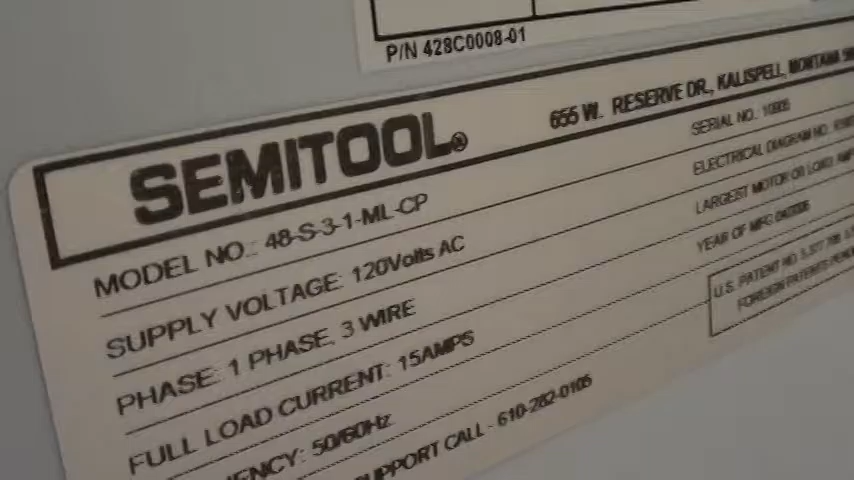 P/N 428C0008-01
SEMITOOL® 655 W. RESERVE DR., KALISPELL, MONTANA
MODEL NO.: 48-S-3-1-ML-CP SERIAL NO.
SUPPLY VOLTAGE: 120Volts AC ELECTRICAL DIAGRAM NO.
PHASE: 1 PHASE, 3 WIRE LARGEST MOTOR OR LOAD
FULL LOAD CURRENT: 15AMPS YEAR OF MFG.
ENCY: 50/60Hz U.S. PATENT NO.
FOREIGN PATENTS
UPPORT CALL - 610-282-0105